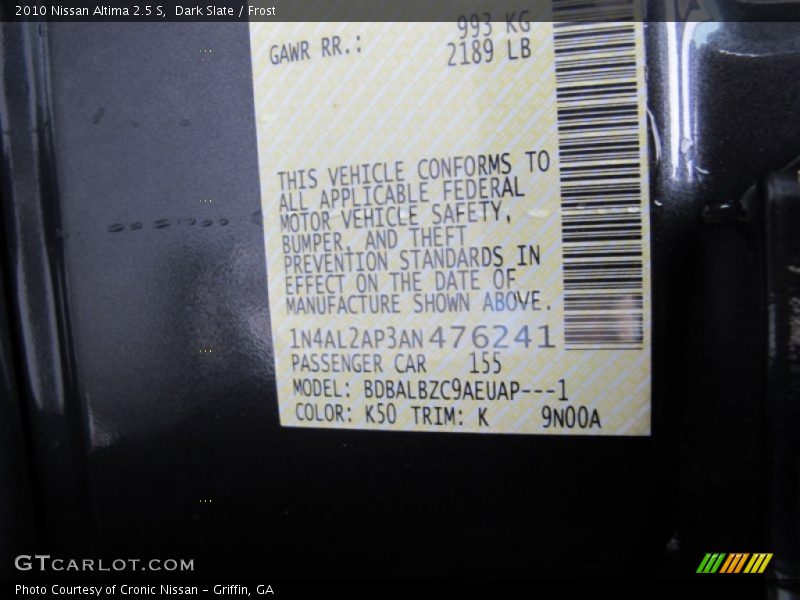 2010 Nissan Altima 2.5 S, Dark Slate / Frost
993 KG
GAWR RR.: 2189 LB
THIS VEHICLE CONFORMS TO
ALL APPLICABLE FEDERAL
MOTOR VEHICLE SAFETY,
BUMPER, AND THEFT
PREVENTION STANDARDS IN
EFFECT ON THE DATE OF
MANUFACTURE SHOWN ABOVE.
1N4AL2AP3AN476241
PASSENGER CAR 155
MODEL: BDBALBZC9AEUAP---1
COLOR: K50 TRIM: K 9N00A
GTCARLOT.COM
Photo Courtesy of Cronic Nissan - Griffin, GA